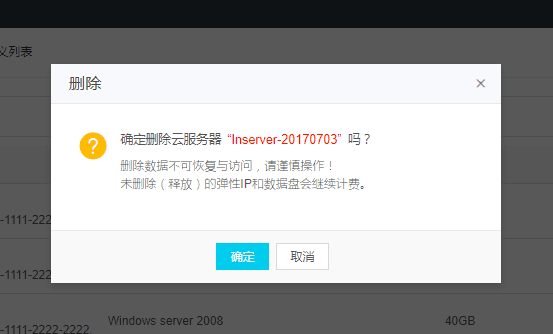 义列表
删除
×
确定删除云服务器 “Inserver-20170703” 吗？
删除数据不可恢复与访问，请谨慎操作！
未删除（释放）的弹性IP和数据盘会继续计费。
-1111-222
确定 取消
-1111-222
-1111-2222-2222, Windows server 2008 40GB